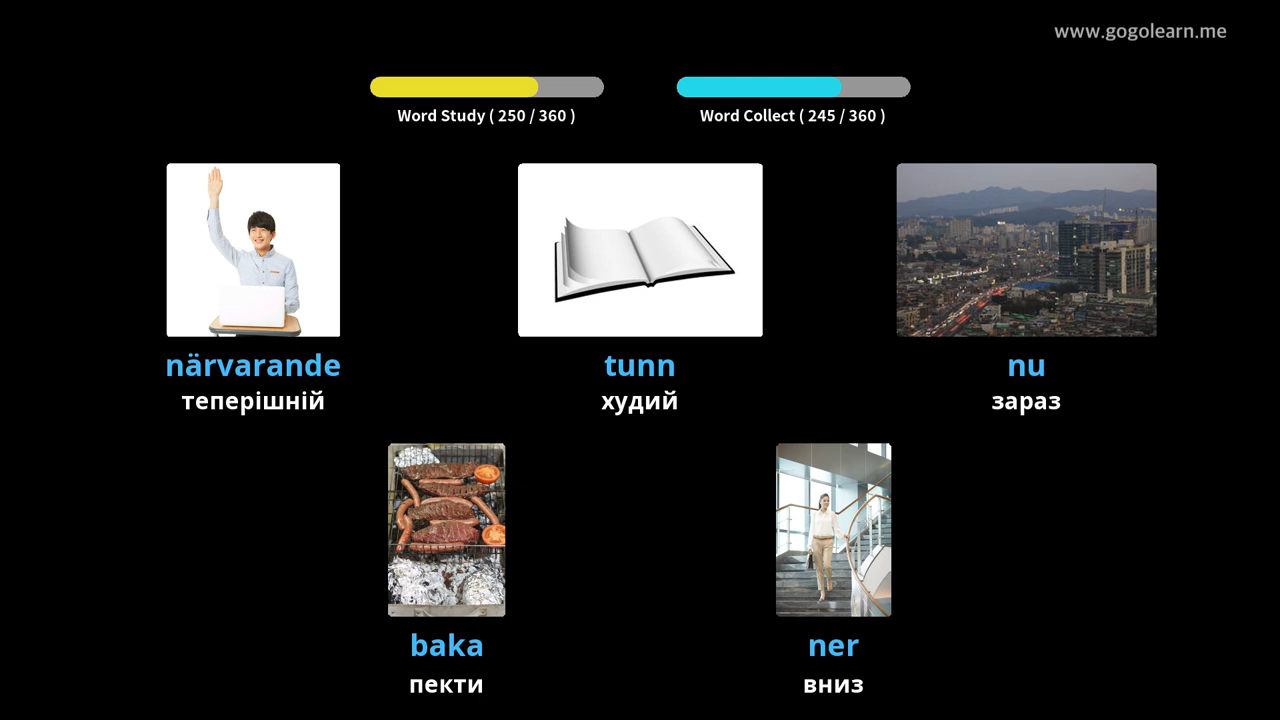 www.gogolearn.me
Word Study ( 250 / 360 )
Word Collect ( 245 / 360 )
närvarande
теперішній
tunn
худий
nu
зараз
baka
пекти
ner
вниз